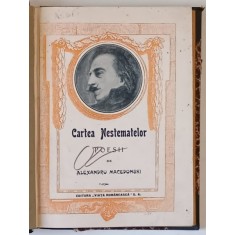 Cartea Nestematelor
POESII
DE
ALEXANDRU MACEDONSKI
EDITURA „VIAȚA ROMÂNEASCĂ” S. A.